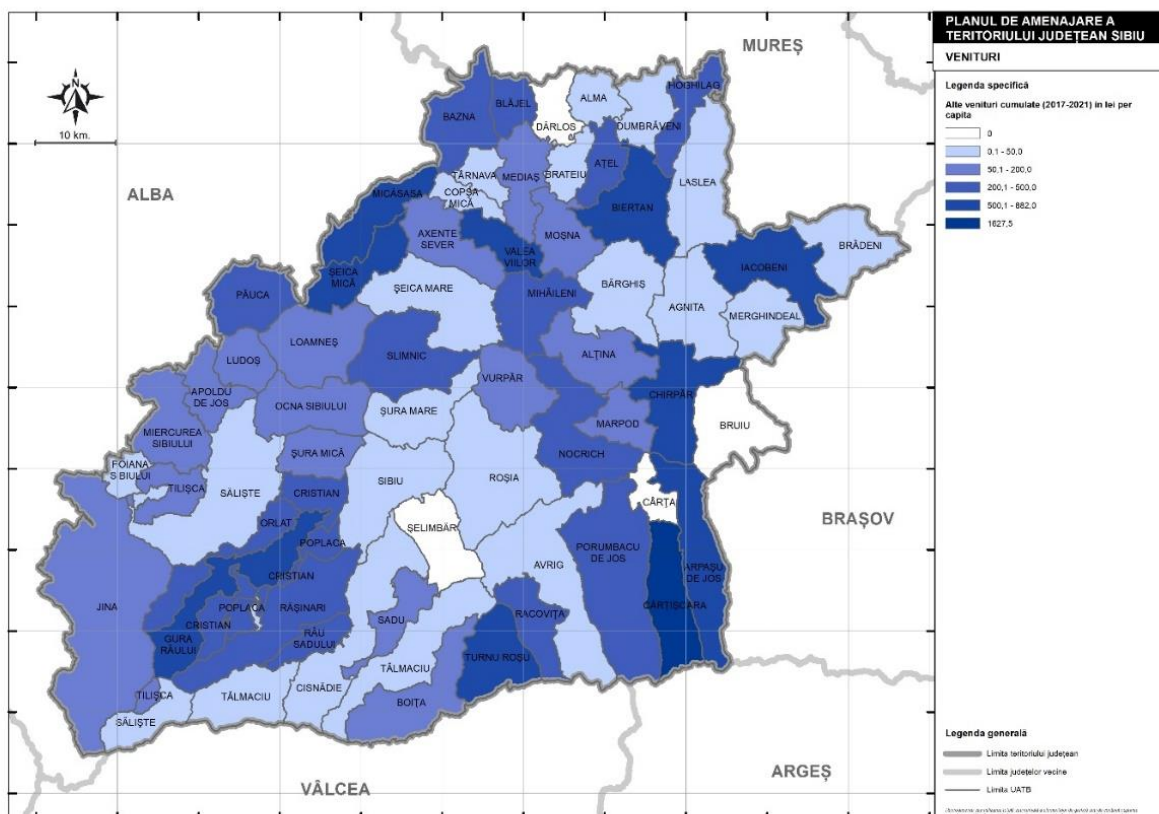 PLANUL DE AMENAJARE A
TERITORIULUI JUDEȚEAN SIBIU
VENITURI
Legenda specifică
Alte venituri cumulate (2017-2021) in lei per
capita
0
0,1 - 50,0
50,1 - 200,0
200,1 - 500,0
500,1 - 882,0
1627,5
N
10 km.
MUREȘ
ALBA
BRAȘOV
ARGEȘ
VÂLCEA
HOGHILAG
BAZNA
BLĂJEL
ALMA
DÂRLOS
DUMBRĂVENI
TÂRNAVA
MEDIAȘ
BRATEIU
AȚEL
LASLEA
MICĂSASA
COPȘA
MICĂ
BIERTAN
AXENTE
SEVER
MOȘNA
BRĂDENI
VALEA
VIILOR
IACOBENI
ȘEICA
MICĂ
ȘEICA MARE
BÂRGHIȘ
PĂUCA
MIHĂILENI
AGNITA
MERGHINDEAL
LOAMNEȘ
SLIMNIC
ALȚINA
LUDOȘ
VURPĂR
APOLDU
DE JOS
CHIRPĂR
OCNA SIBIULUI
ȘURA MARE
MIERCUREA
SIBIULUI
MARPOD
BRUIU
ȘURA MICĂ
NOCRICH
SIBIU
ROȘIA
TILIȘCA
SĂLIȘTE
CRISTIAN
CÂRȚA
ORLAT
ȘELIMBĂR
POPLACA
PORUMBACU
DE JOS
AVRIG
ARPAȘU
DE JOS
CRISTIAN
JINA
POPLACA
RĂȘINARI
CÂRȚIȘOARA
SADU
RACOVIȚA
CRISTIAN
GURA
RÂULUI
RÂU
SADULUI
TURNU ROȘU
TĂLMACIU
CISNĂDIE
TILIȘCA
TĂLMACIU
BOIȚA
SĂLIȘTE
Legenda generală
Limita teritoriului județean
Limita județelor vecine
Limita UATB